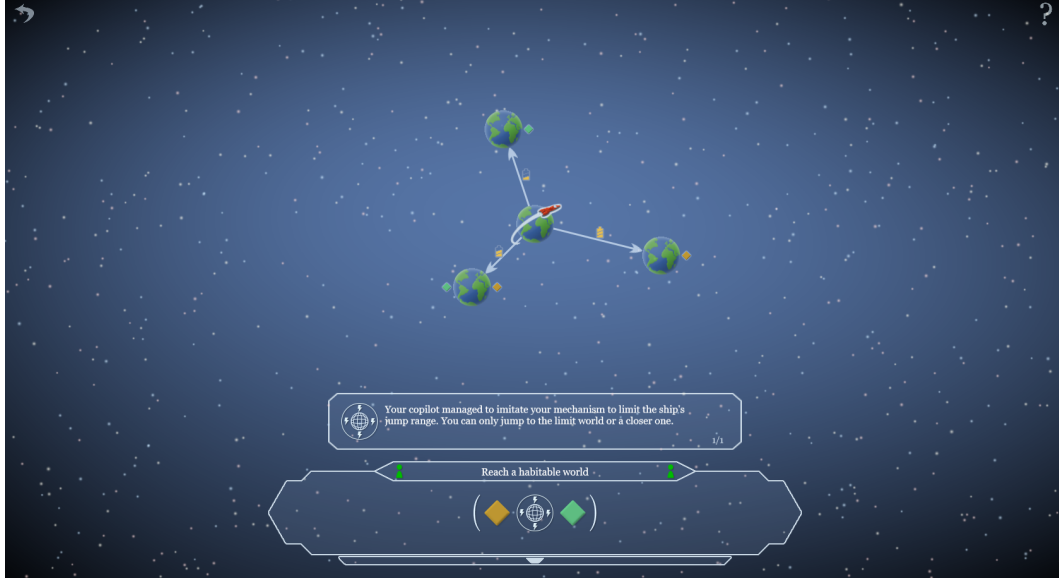 ?
Your copilot managed to imitate your mechanism to limit the ship's
jump range. You can only jump to the limit world or a closer one.
1/1
Reach a habitable world